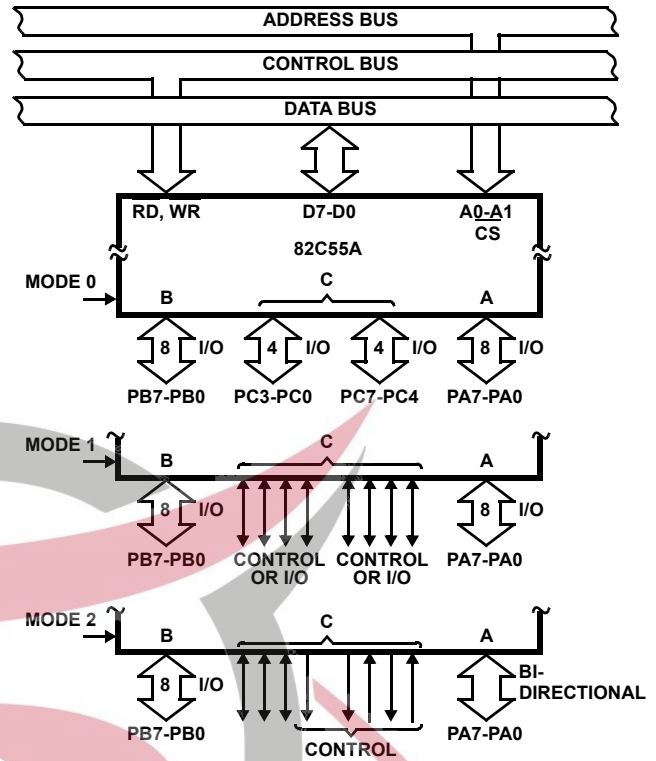 ADDRESS BUS
CONTROL BUS
DATA BUS
RD, WR
D7-D0
A0-A1
CS
82C55A
MODE 0
B
C
A
8
I/O
4
I/O
4
I/O
8
I/O
PB7-PB0
PC3-PC0
PC7-PC4
PA7-PA0
MODE 1
B
C
A
8
I/O
8
I/O
PB7-PB0
CONTROL
OR I/O
CONTROL
OR I/O
PA7-PA0
MODE 2
B
C
A
8
I/O
BI-
DIRECTIONAL
PB7-PB0
CONTROL
PA7-PA0